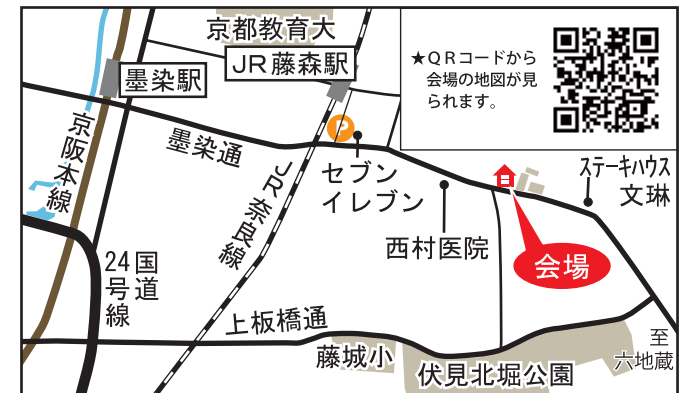 京都教育大
JR藤森駅
★QRコードから
会場の地図が見
られます。
墨染駅
京阪本線
墨染通
P
セブン
イレブン
JR奈良線
西村医院
ステーキハウス
文琳
会場
24国
号道
線
上板橋通
藤城小
伏見北堀公園
至
六地蔵